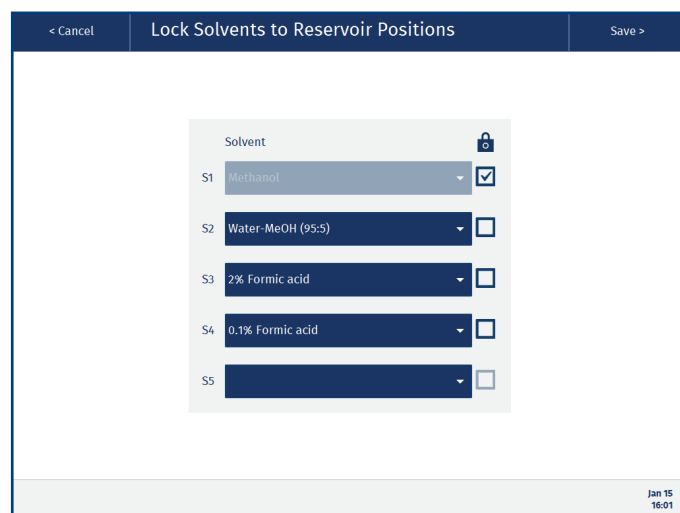 < Cancel Lock Solvents to Reservoir Positions Save >
Solvent
S1 Methanol
S2 Water-MeOH (95:5)
S3 2% Formic acid
S4 0.1% Formic acid
S5
Jan 15
16:01